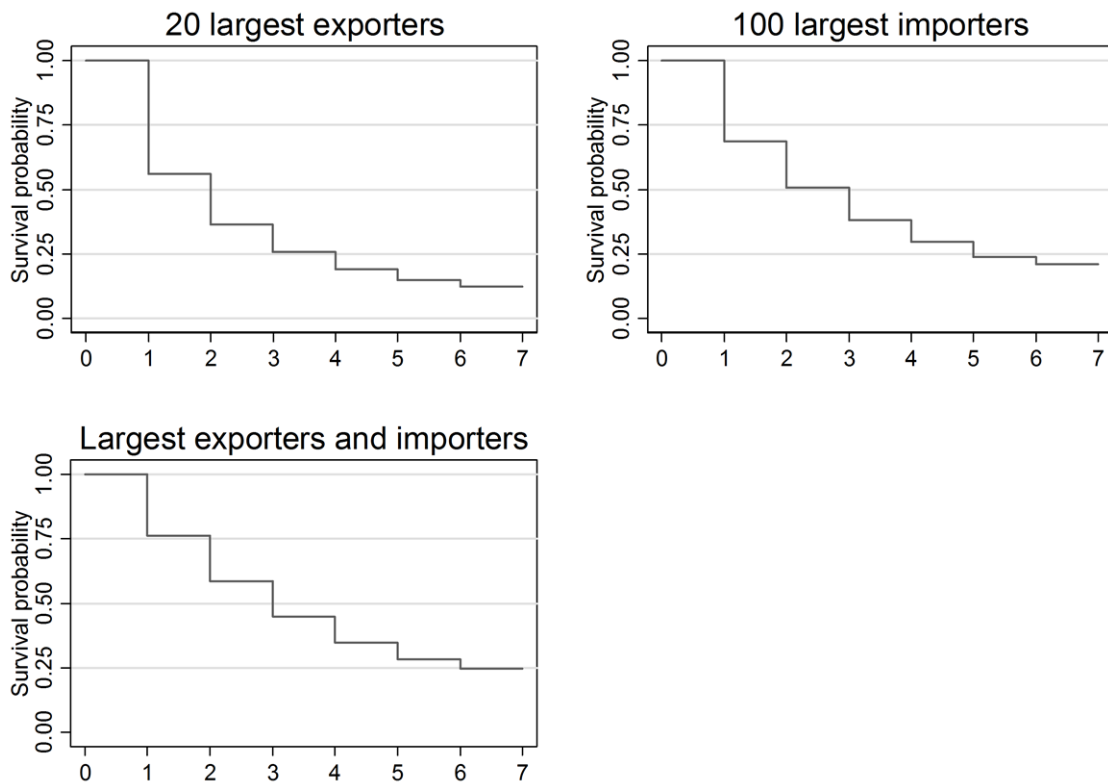 20 largest exporters
Survival probability
1.00
0.75
0.50
0.25
0.00
0 1 2 3 4 5 6 7
100 largest importers
Survival probability
1.00
0.75
0.50
0.25
0.00
0 1 2 3 4 5 6 7
Largest exporters and importers
Survival probability
1.00
0.75
0.50
0.25
0.00
0 1 2 3 4 5 6 7